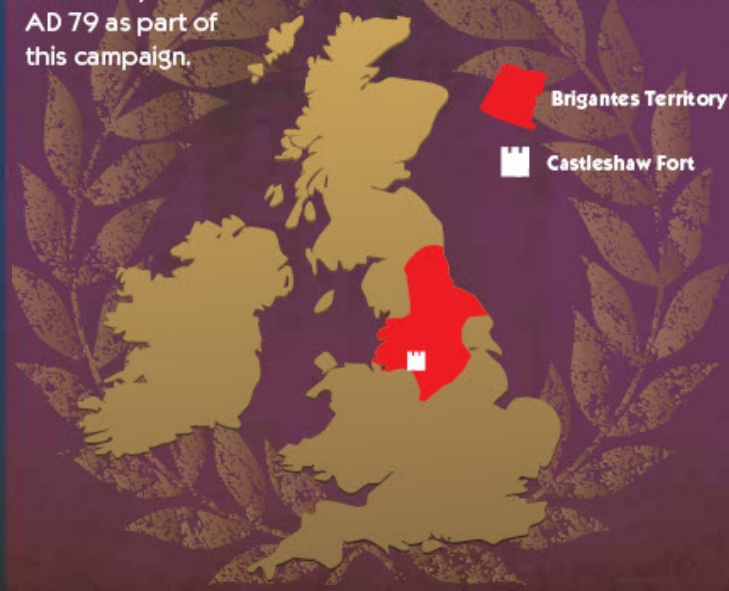 AD 79 as part of
this campaign.
Brigantes Territory
Castleshaw Fort